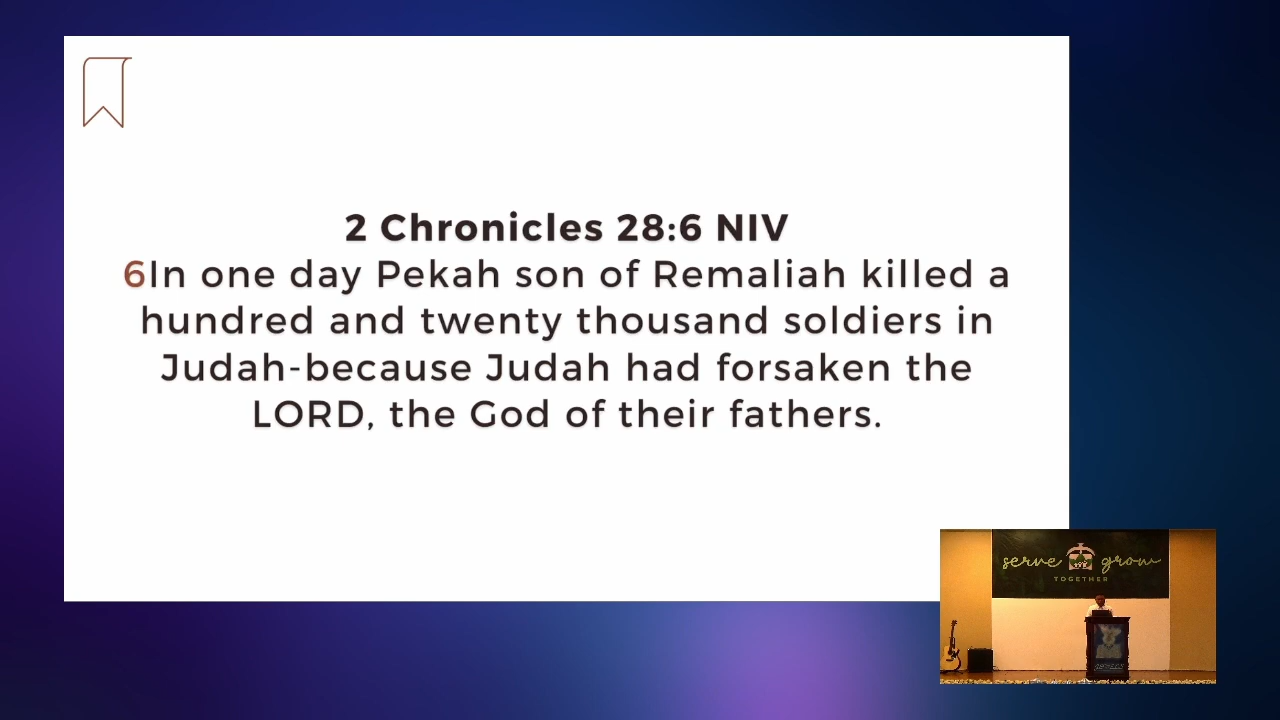 2 Chronicles 28:6 NIV
6In one day Pekah son of Remaliah killed a
hundred and twenty thousand soldiers in
Judah-because Judah had forsaken the
LORD, the God of their fathers.
serve grow
TOGETHER